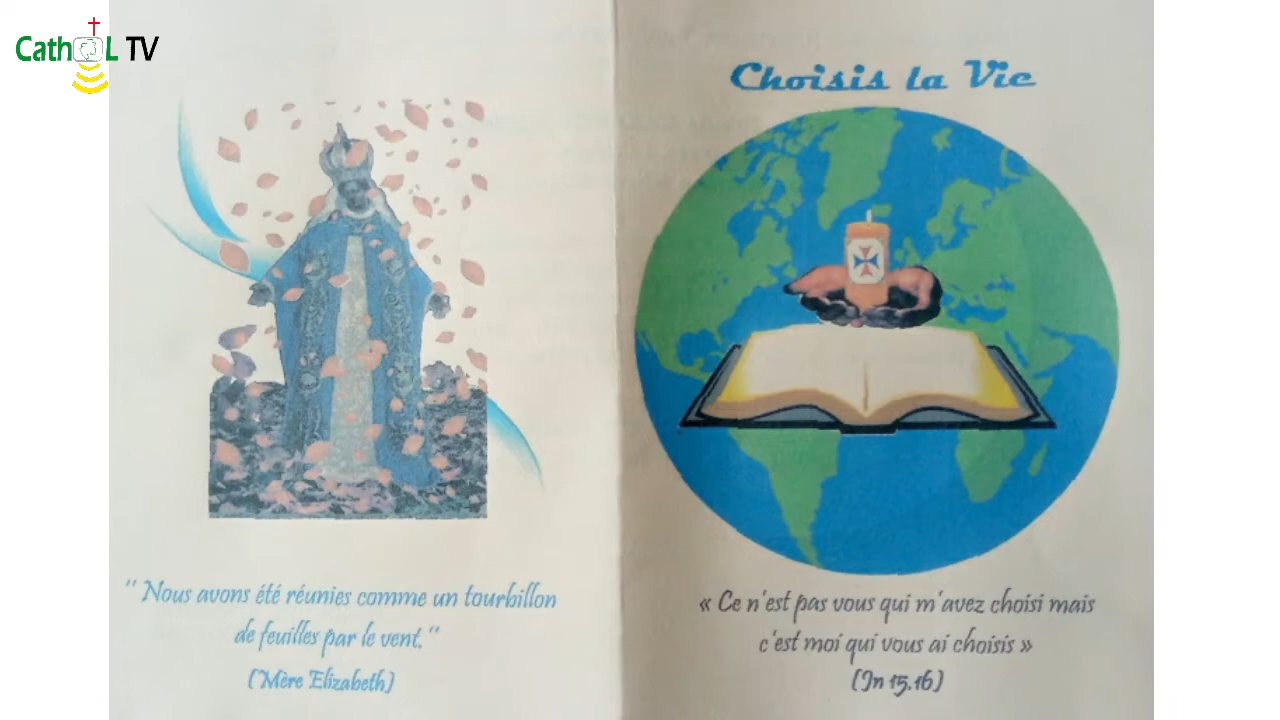 CathoL TV
" Nous avons été réunies comme un tourbillon
de feuilles par le vent."
(Mère Elizabeth)
Choisis la Vie
« Ce n'est pas vous qui m'avez choisi mais
c'est moi qui vous ai choisis »
(Jn 15.16)